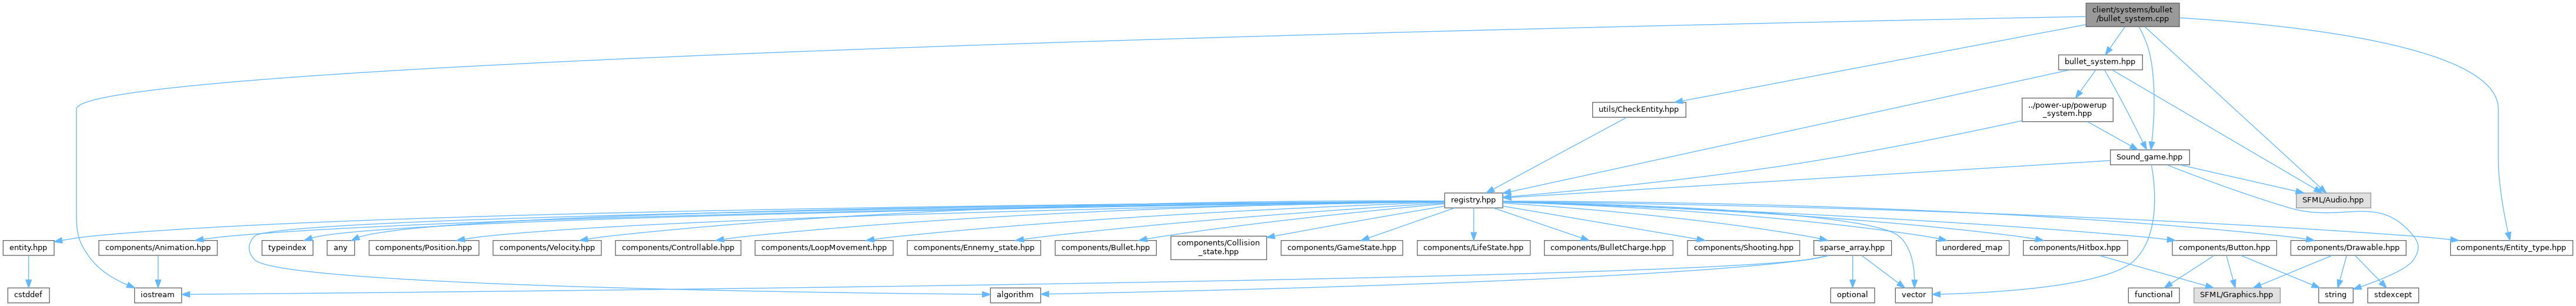 client/systems/bullet
/bullet_system.cpp
bullet_system.hpp
utils/CheckEntity.hpp
../power-up/powerup
_system.hpp
Sound_game.hpp
registry.hpp
SFML/Audio.hpp
entity.hpp
components/Animation.hpp
typeindex
any
components/Position.hpp
components/Velocity.hpp
components/Controllable.hpp
components/LoopMovement.hpp
components/Ennemy_state.hpp
components/Bullet.hpp
components/Collision
_state.hpp
components/GameState.hpp
components/LifeState.hpp
components/BulletCharge.hpp
components/Shooting.hpp
sparse_array.hpp
unordered_map
components/Hitbox.hpp
components/Button.hpp
components/Drawable.hpp
components/Entity_type.hpp
cstddef
iostream
algorithm
optional
vector
functional
SFML/Graphics.hpp
string
stdexcept